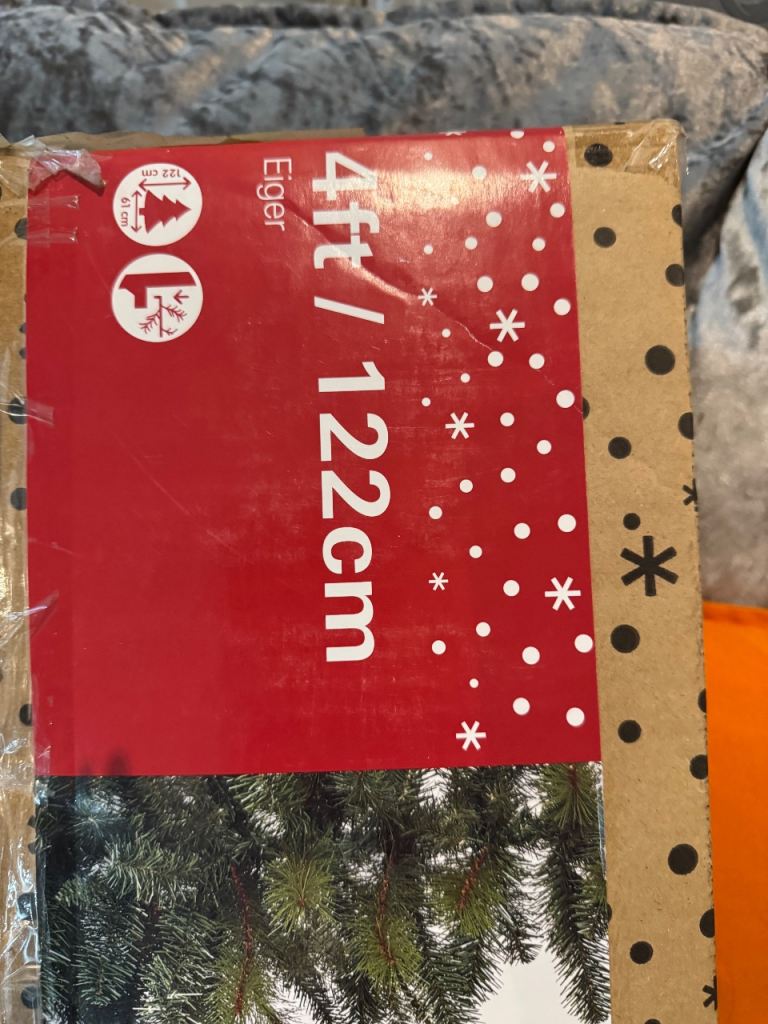 4ft / 122cm
Eiger
122 cm
61 cm